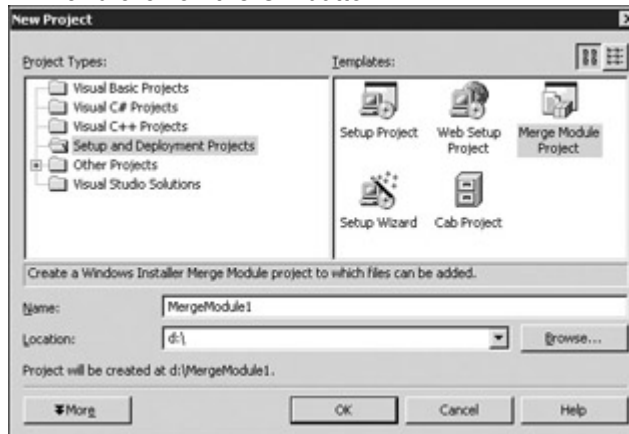 New Project
Project Types:
Templates:
Visual Basic Projects
Visual C# Projects
Visual C++ Projects
Setup and Deployment Projects
Other Projects
Visual Studio Solutions
Setup Project
Web Setup Project
Merge Module Project
Setup Wizard
Cab Project
Create a Windows Installer Merge Module project to which files can be added.
Name:
MergeModule1
Location:
d:\
Browse...
Project will be created at d:\MergeModule1.
More
OK
Cancel
Help